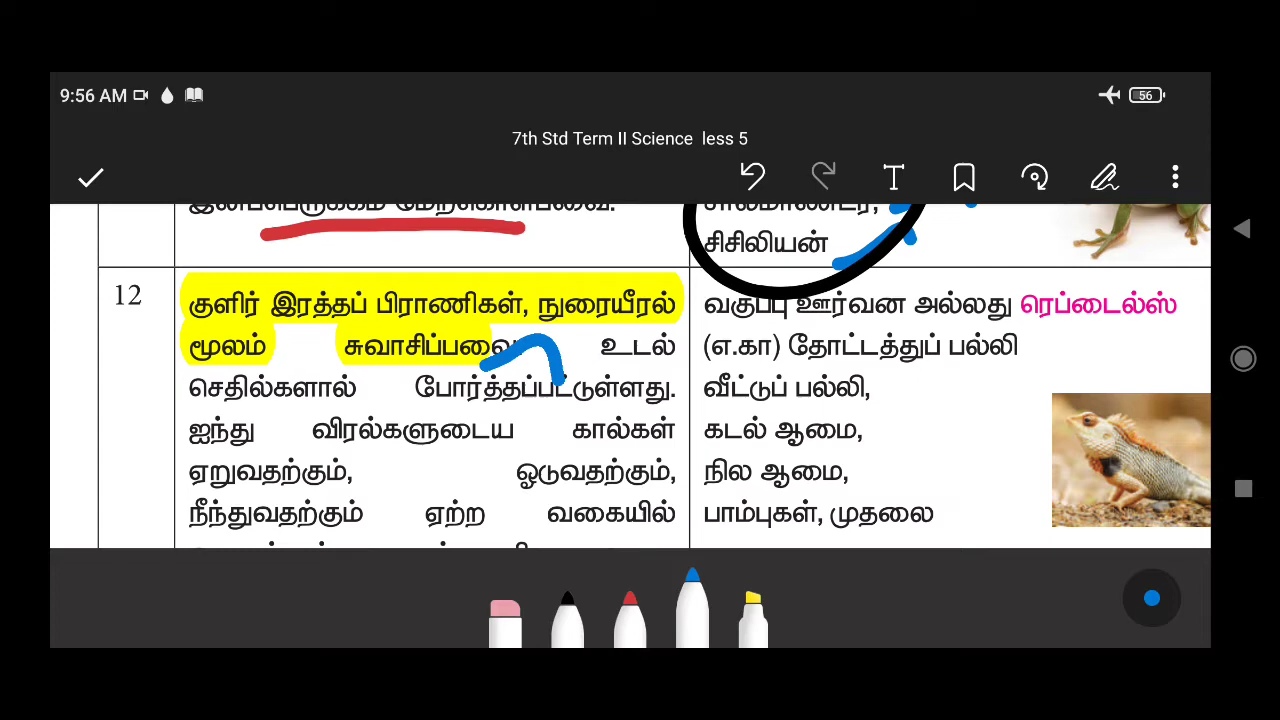 9:56 AM
56
7th Std Term II Science less 5
T
சிசிலியன்
12
குளிர் இரத்தப் பிராணிகள், நுரையீரல்
மூலம் சுவாசிப்பவை உடல்
செதில்களால் போர்த்தப்பட்டுள்ளது.
ஐந்து விரல்களுடைய கால்கள்
ஏறுவதற்கும், ஓடுவதற்கும்,
நீந்துவதற்கும் ஏற்ற வகையில்
வகுப்பு ஊர்வன அல்லது ரெப்டைல்ஸ்
(எ.கா) தோட்டத்துப் பல்லி
வீட்டுப் பல்லி,
கடல் ஆமை,
நில ஆமை,
பாம்புகள், முதலை